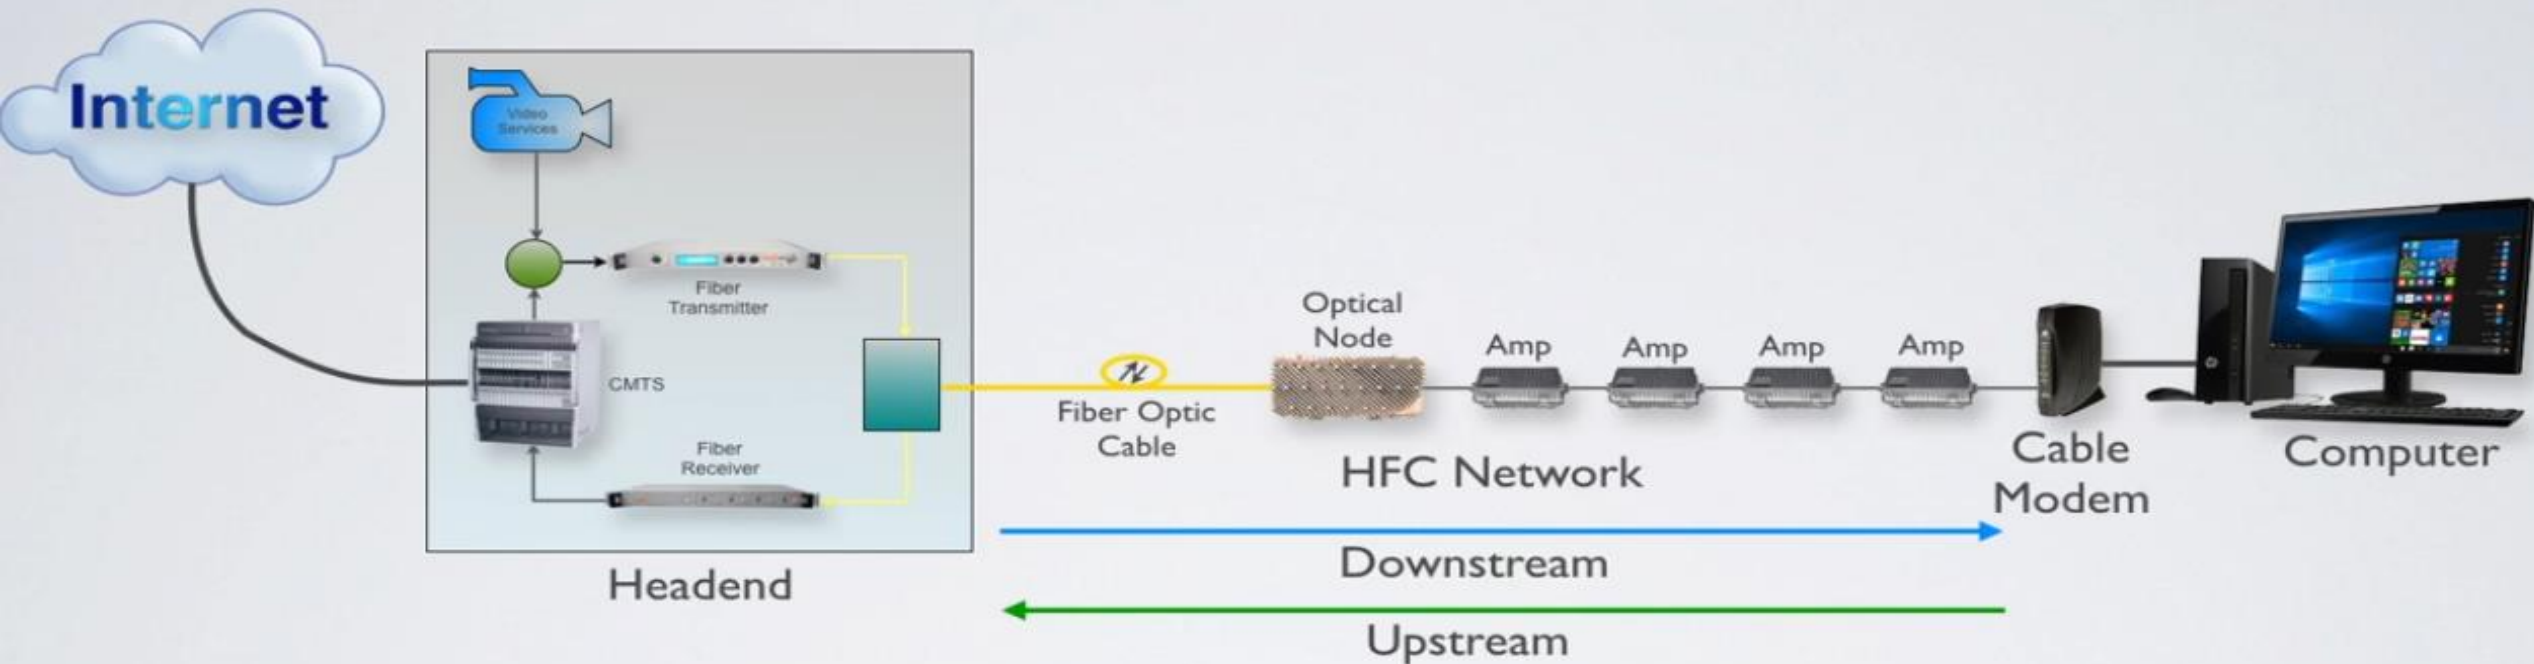 Internet
Video
Services
Fiber
Transmitter
CMTS
Fiber
Receiver
Headend
Fiber Optic
Cable
Optical
Node
Amp
Amp
Amp
Amp
HFC Network
Cable
Modem
Computer
Downstream
Upstream